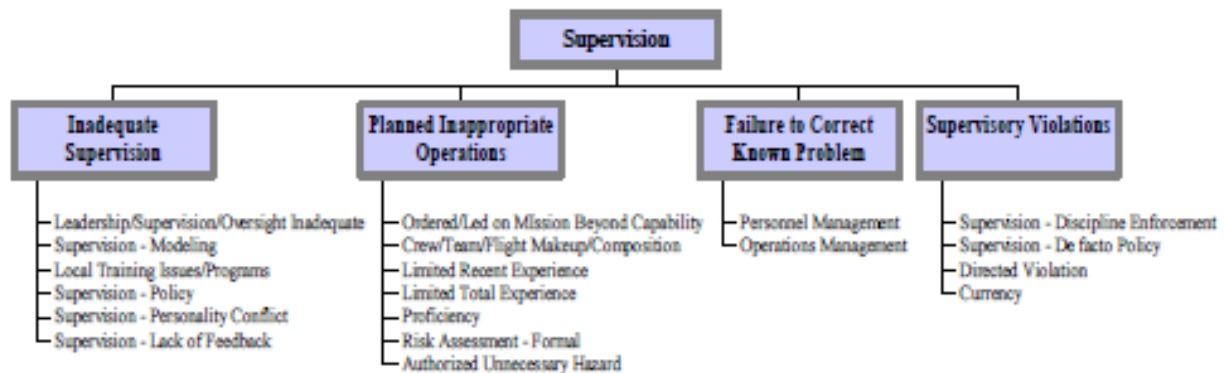 Supervision
Inadequate
Supervision
Leadership/Supervision/Oversight Inadequate
Supervision - Modeling
Local Training Issues/Programs
Supervision - Policy
Supervision - Personality Conflict
Supervision - Lack of Feedback
Planned Inappropriate
Operations
Ordered/Led on MIssion Beyond Capability
Crew/Team/Flight Makeup/Composition
Limited Recent Experience
Limited Total Experience
Proficiency
Risk Assessment - Formal
Authorized Unnecessary Hazard
Failure to Correct
Known Problem
Personnel Management
Operations Management
Supervisory Violations
Supervision - Discipline Enforcement
Supervision - De facto Policy
Directed Violation
Currency